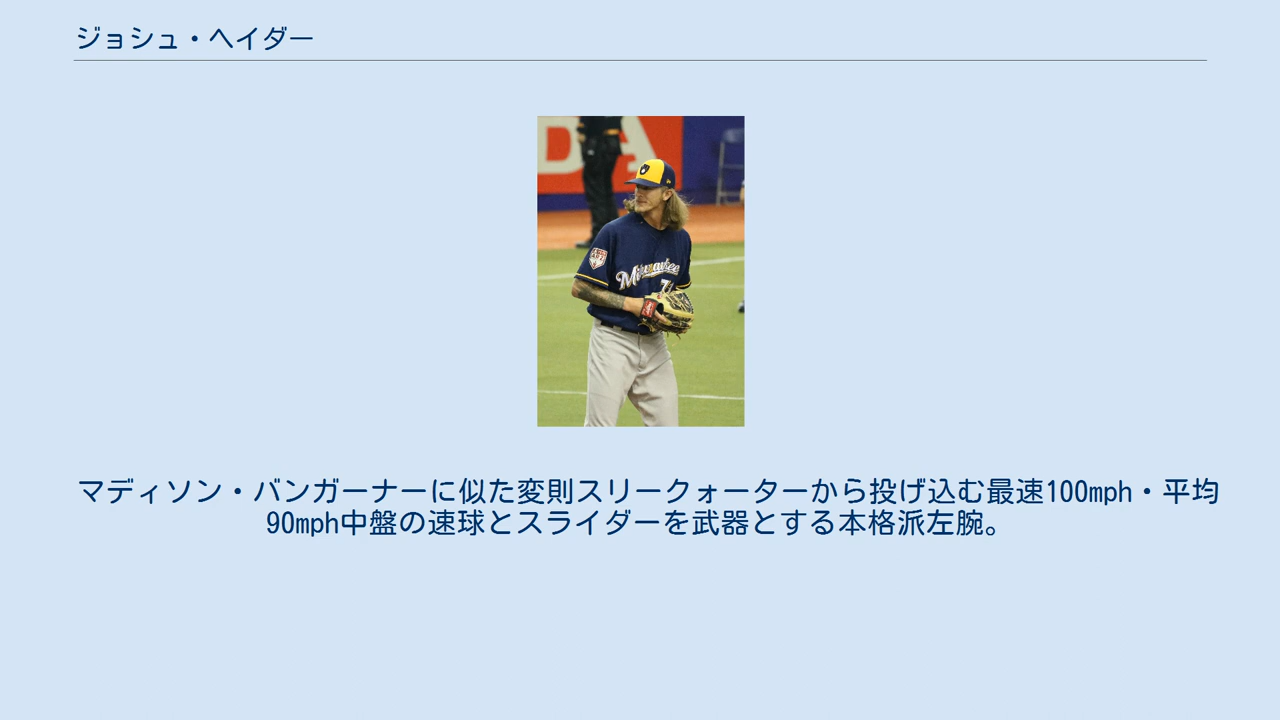 ジョシュ・ヘイダー
DA
Milwaukee
マディソン・バンガーナーに似た変則スリークォーターから投げ込む最速100mph・平均
90mph中盤の速球とスライダーを武器とする本格派左腕。